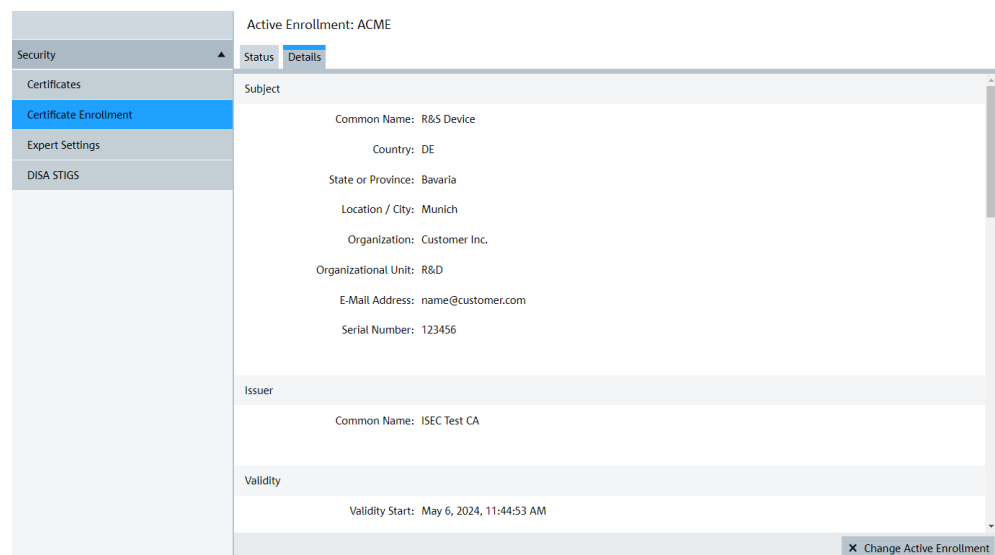 Active Enrollment: ACME
Security
Status Details
Certificates
Certificate Enrollment
Expert Settings
DISA STIGS
Subject
Common Name: R&S Device
Country: DE
State or Province: Bavaria
Location / City: Munich
Organization: Customer Inc.
Organizational Unit: R&D
E-Mail Address: name@customer.com
Serial Number: 123456
Issuer
Common Name: ISEC Test CA
Validity
Validity Start: May 6, 2024, 11:44:53 AM
× Change Active Enrollment